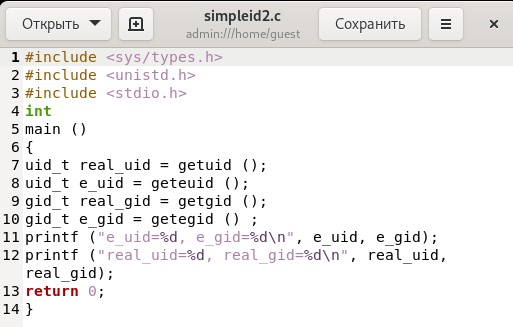 Открыть
simpleid2.c
admin:///home/guest
Сохранить
1 #include <sys/types.h>
2 #include <unistd.h>
3 #include <stdio.h>
4 int
5 main ()
6 {
7 uid_t real_uid = getuid ();
8 uid_t e_uid = geteuid ();
9 gid_t real_gid = getgid ();
10 gid_t e_gid = getegid () ;
11 printf ("e_uid=%d, e_gid=%d\n", e_uid, e_gid);
12 printf ("real_uid=%d, real_gid=%d\n", real_uid,
real_gid);
13 return 0;
14 }